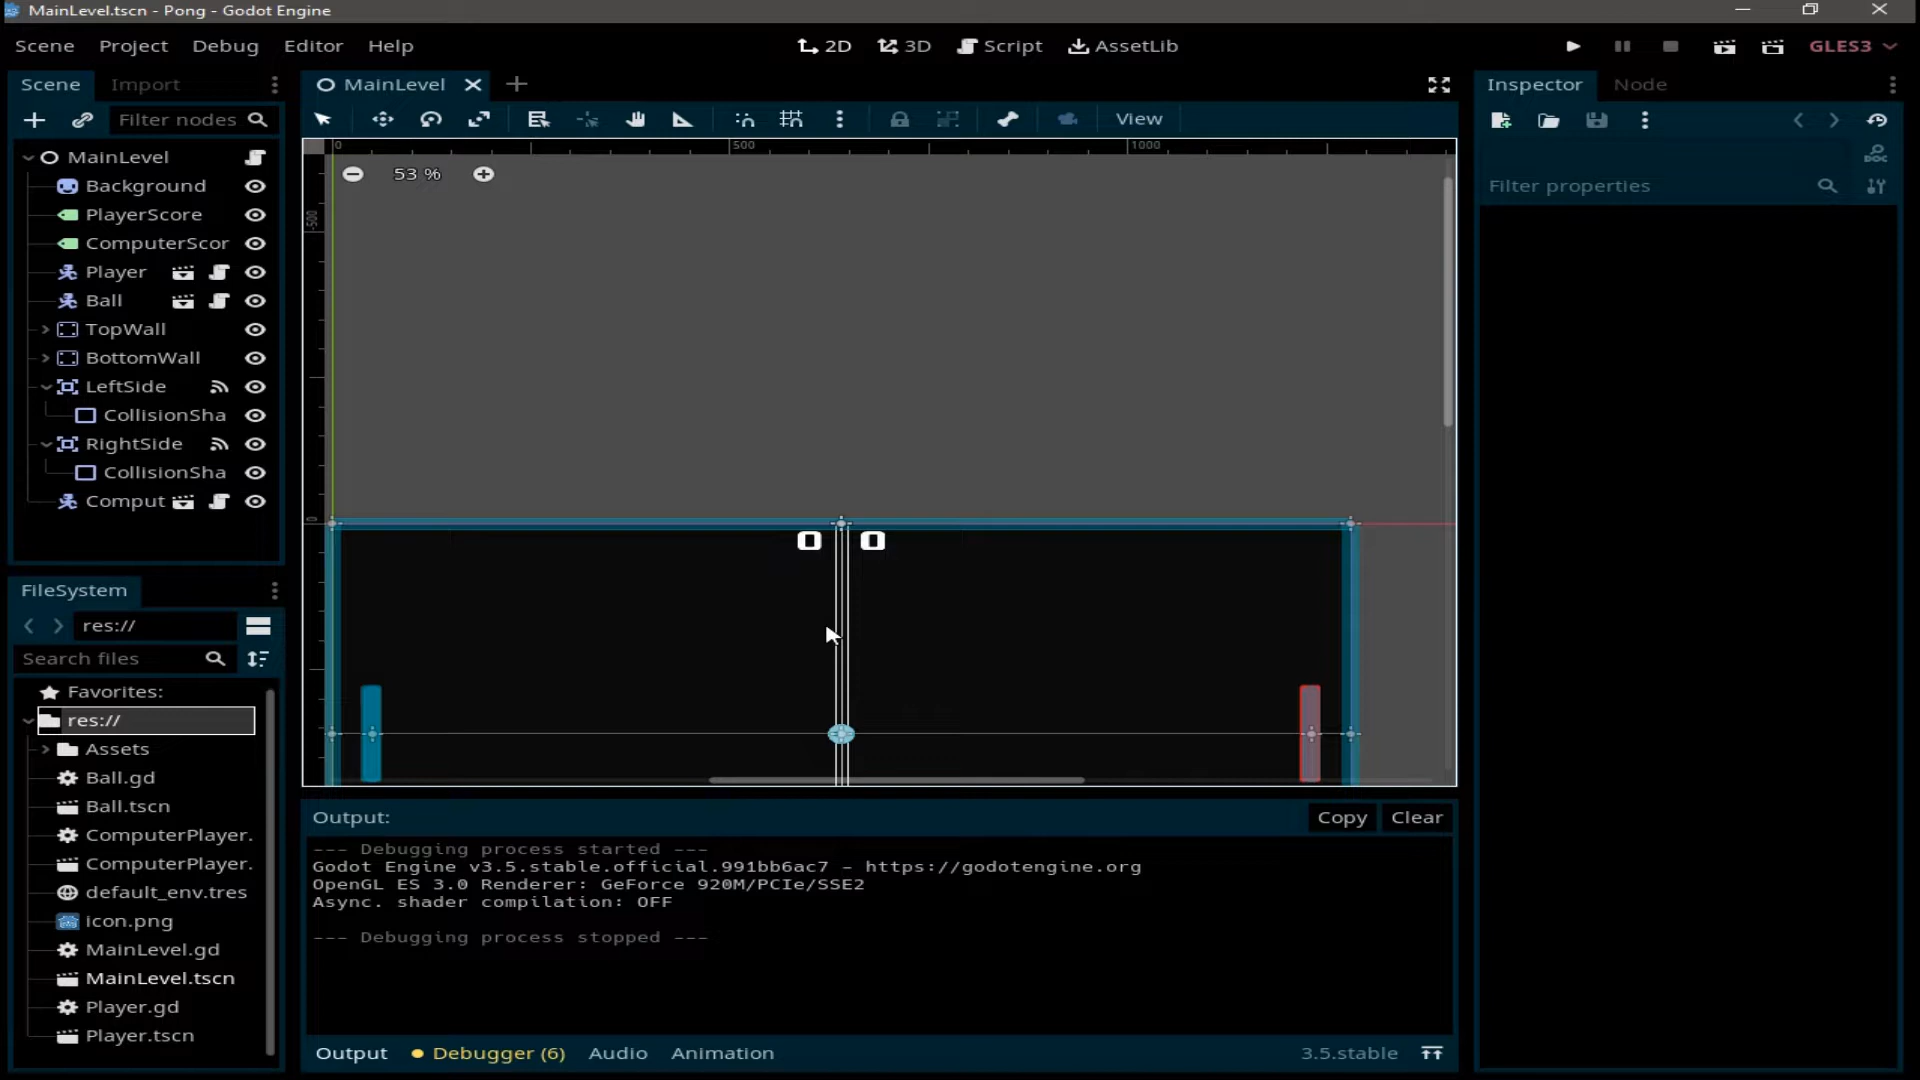 MainLevel.tscn - Pong - Godot Engine
Scene Project Debug Editor Help
2D 3D Script AssetLib
GLES3
Scene Import
MainLevel
Inspector Node
Filter nodes
View
Filter properties
MainLevel
Background
PlayerScore
ComputerScor
Player
Ball
TopWall
BottomWall
LeftSide
CollisionSha
RightSide
CollisionSha
Comput
0 500 1000
-500
0
53 %
0 0
FileSystem
res://
Search files
Favorites:
res://
Assets
Ball.gd
Ball.tscn
ComputerPlayer.
ComputerPlayer.
default_env.tres
icon.png
MainLevel.gd
MainLevel.tscn
Player.gd
Player.tscn
Output:
Copy Clear
--- Debugging process started ---
Godot Engine v3.5.stable.official.991bb6ac7 - https://godotengine.org
OpenGL ES 3.0 Renderer: GeForce 920M/PCIe/SSE2
Async. shader compilation: OFF
--- Debugging process stopped ---
Output Debugger (6) Audio Animation
3.5.stable
DOC